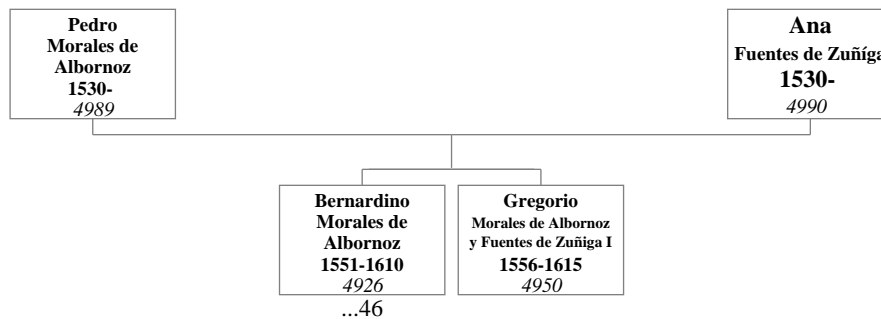 Pedro
Morales de
Albornoz
1530-
4989
Ana
Fuentes de Zuñíga
1530-
4990
Bernardino
Morales de
Albornoz
1551-1610
4926
...46
Gregorio
Morales de Albornoz
y Fuentes de Zuñiga I
1556-1615
4950